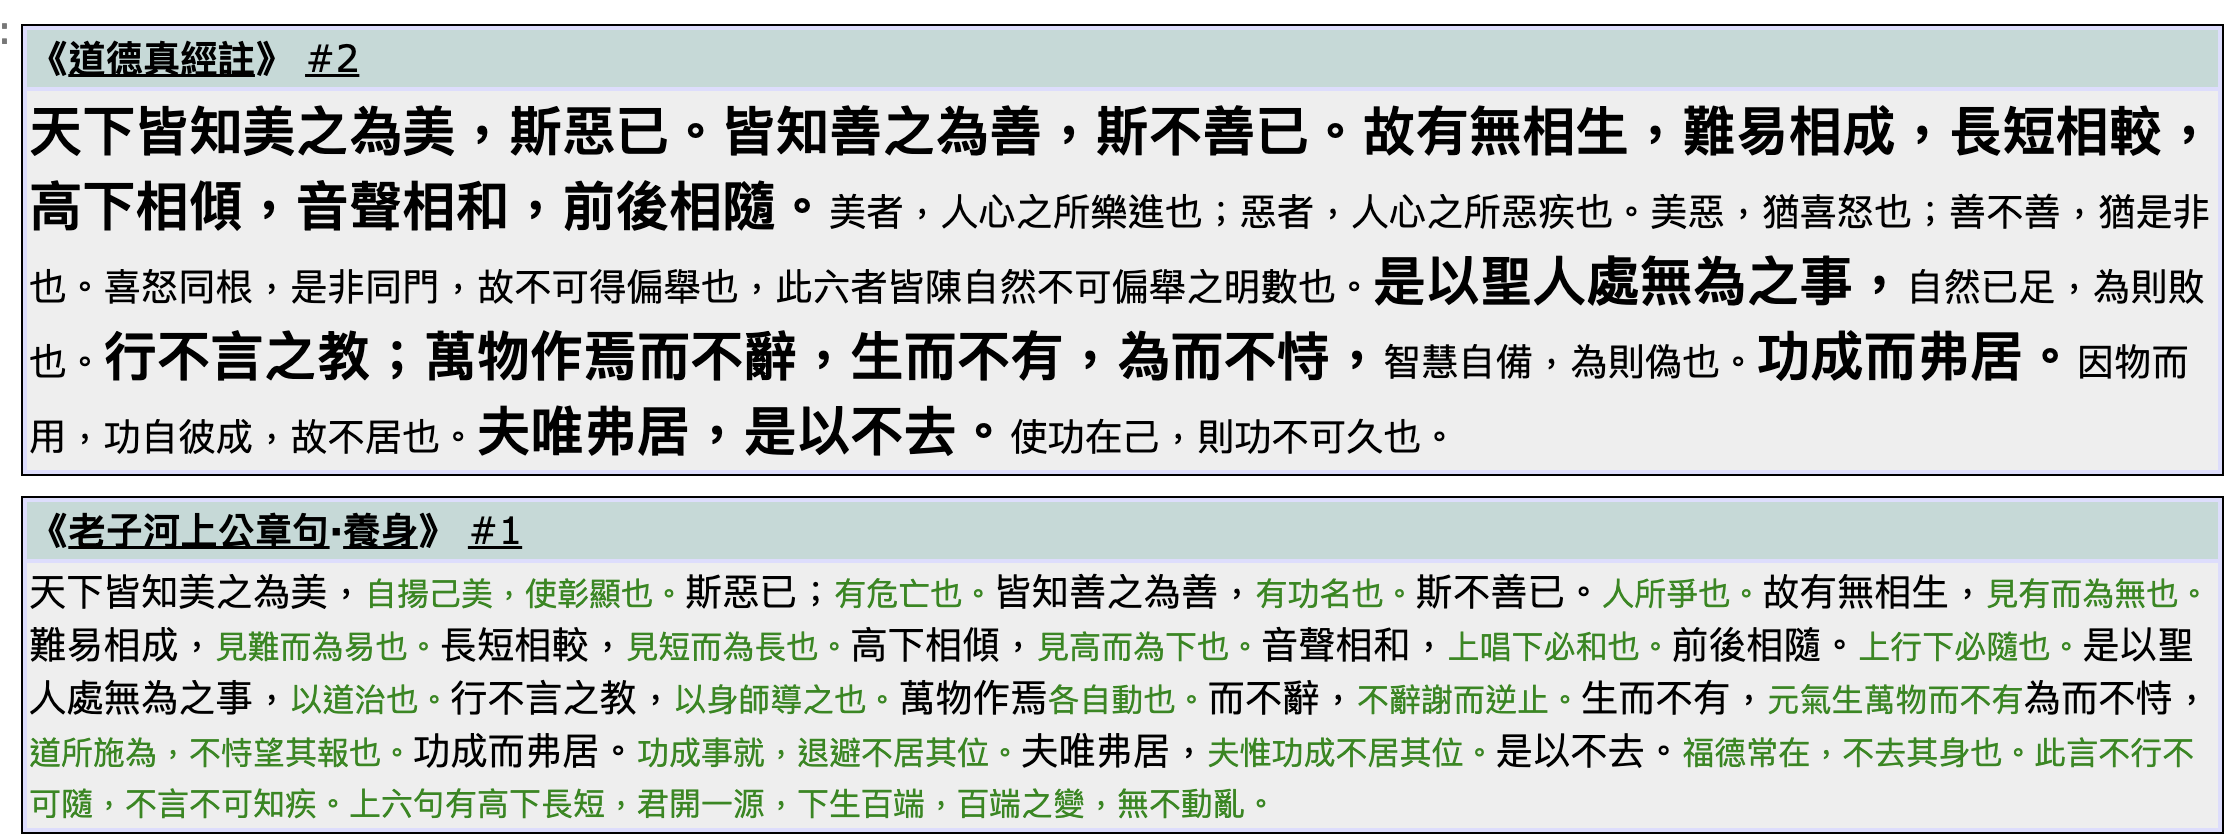 :
《道德真經註》 #2
天下皆知美之為美，斯惡已。皆知善之為善，斯不善已。故有無相生，難易相成，長短相較，
高下相傾，音聲相和，前後相隨。美者，人心之所樂進也；惡者，人心之所惡疾也。美惡，猶喜怒也；善不善，猶是非
也。喜怒同根，是非同門，故不可得偏舉也，此六者皆陳自然不可偏舉之明數也。是以聖人處無為之事，自然已足，為則敗
也。行不言之教；萬物作焉而不辭，生而不有，為而不恃，智慧自備，為則偽也。功成而弗居。因物而
用，功自彼成，故不居也。夫唯弗居，是以不去。使功在己，則功不可久也。
《老子河上公章句·養身》 #1
天下皆知美之為美，自揚己美，使彰顯也。斯惡已；有危亡也。皆知善之為善，有功名也。斯不善已。人所爭也。故有無相生，見有而為無也。
難易相成，見難而為易也。長短相較，見短而為長也。高下相傾，見高而為下也。音聲相和，上唱下必和也。前後相隨。上行下必隨也。是以聖
人處無為之事，以道治也。行不言之教，以身師導之也。萬物作焉各自動也。而不辭，不辭謝而逆止。生而不有，元氣生萬物而不有為而不恃，
道所施為，不恃望其報也。功成而弗居。功成事就，退避不居其位。夫唯弗居，夫惟功成不居其位。是以不去。福德常在，不去其身也。此言不行不
可隨，不言不可知疾。上六句有高下長短，君開一源，下生百端，百端之變，無不動亂。